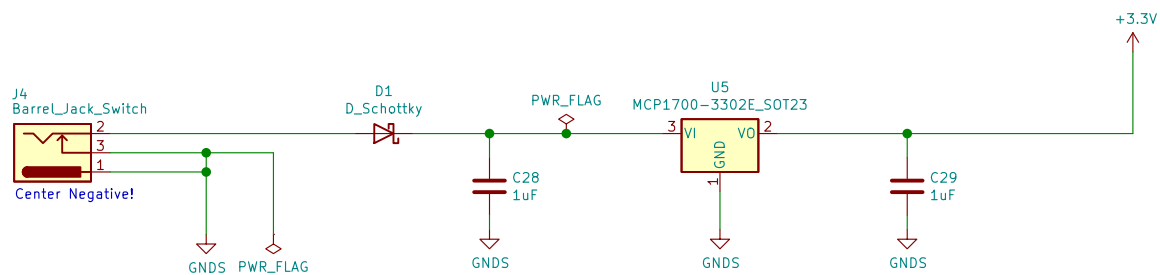 +3.3V
J4
Barrel_Jack_Switch
2
3
1
Center Negative!
GNDS
PWR_FLAG
D1
D_Schottky
C28
1uF
GNDS
PWR_FLAG
U5
MCP1700-3302E_SOT23
3
VI
VO
2
GND
1
GNDS
C29
1uF
GNDS